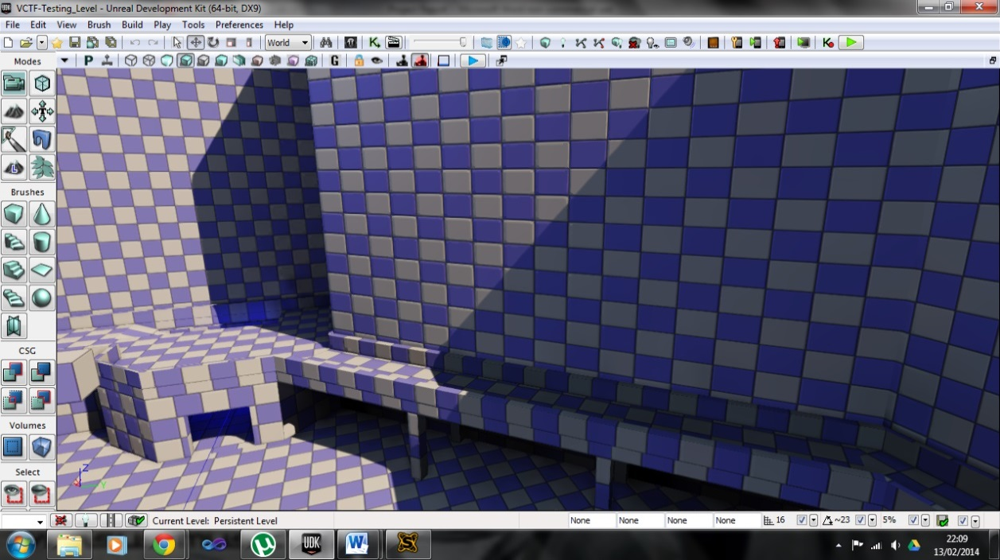 UDK VCTF-Testing_Level - Unreal Development Kit (64-bit, DX9)
File Edit View Brush Build Play Tools Preferences Help
World
Modes
P G
L
Brushes
CSG
Volumes
Select
Z
Y
Current Level: Persistent Level None None None None 16 ~23 5%
UDK W
22:09
13/02/2014